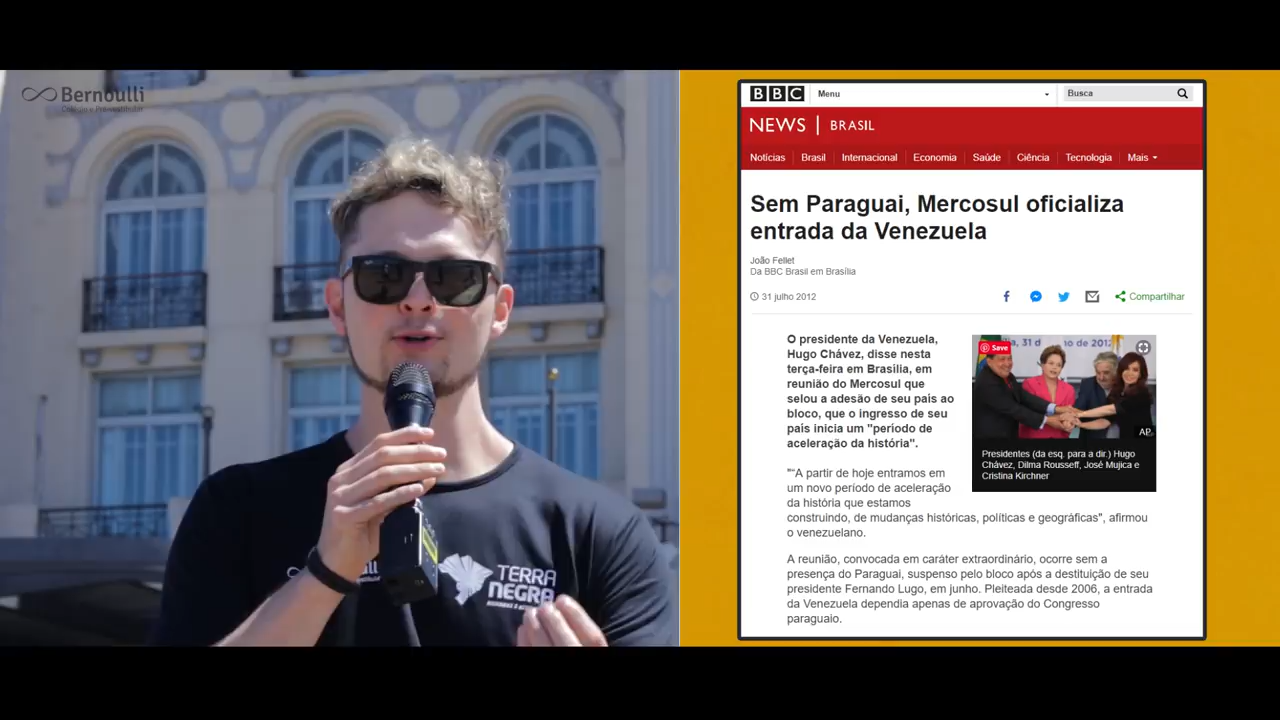 Bernoulli
TERRA
NEGRA
BBC
Menu
Busca
NEWS | BRASIL
Notícias Brasil Internacional Economia Saúde Ciência Tecnologia Mais
Sem Paraguai, Mercosul oficializa
entrada da Venezuela
João Fellet
Da BBC Brasil em Brasília
31 julho 2012
Compartilhar
O presidente da Venezuela,
Hugo Chávez, disse nesta
terça-feira em Brasília, em
reunião do Mercosul que
selou a adesão de seu país ao
bloco, que o ingresso de seu
país inicia um "período de
aceleração da história".
Save
31 de
2012
AP
Presidentes (da esq. para a dir.) Hugo
Chávez, Dilma Rousseff, José Mujica e
Cristina Kirchner
"“A partir de hoje entramos em
um novo período de aceleração
da história que estamos
construindo, de mudanças históricas, políticas e geográficas", afirmou
o venezuelano.
A reunião, convocada em caráter extraordinário, ocorre sem a
presença do Paraguai, suspenso pelo bloco após a destituição de seu
presidente Fernando Lugo, em junho. Pleiteada desde 2006, a entrada
da Venezuela dependia apenas de aprovação do Congresso
paraguaio.